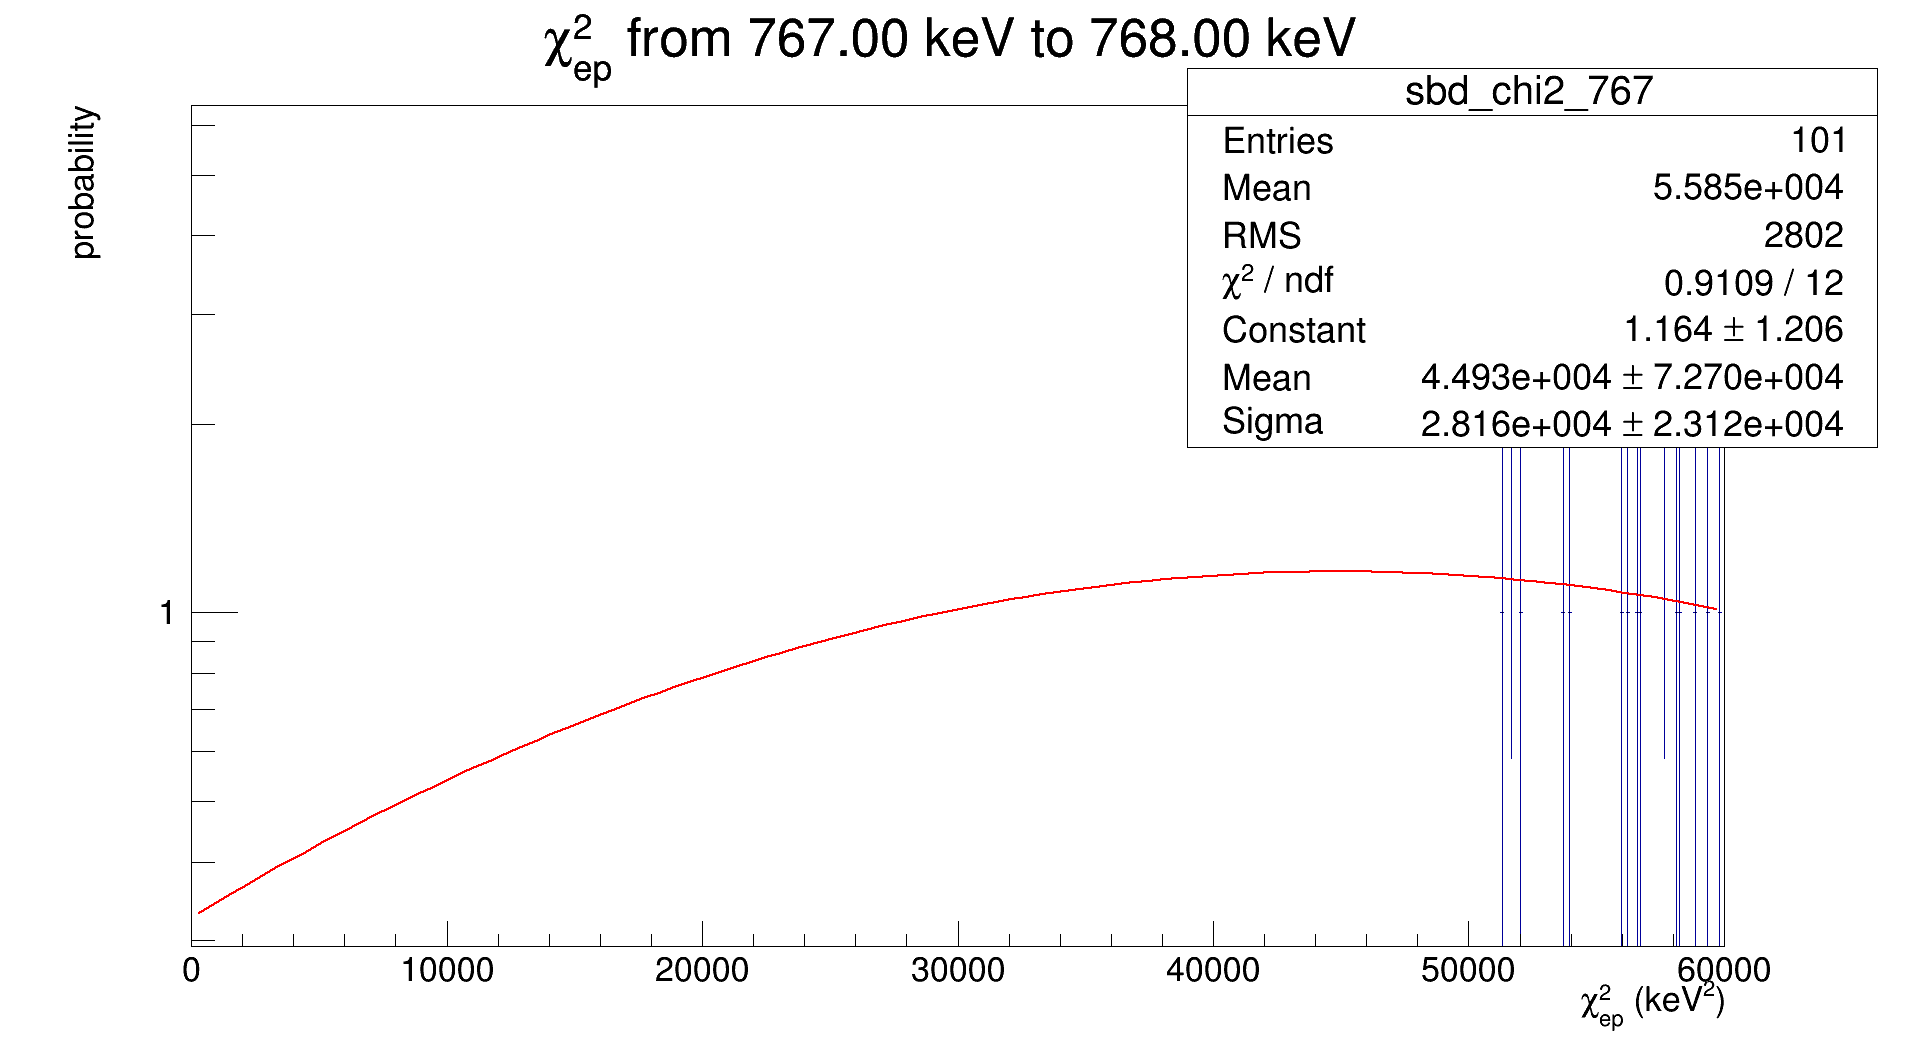 χ²ep from 767.00 keV to 768.00 keV
sbd_chi2_767
Entries 101
Mean 5.585e+004
RMS 2802
χ² / ndf 0.9109 / 12
Constant 1.164 ± 1.206
Mean 4.493e+004 ± 7.270e+004
Sigma 2.816e+004 ± 2.312e+004
probability
1
0 10000 20000 30000 40000 50000 60000
χ²ep (keV²)